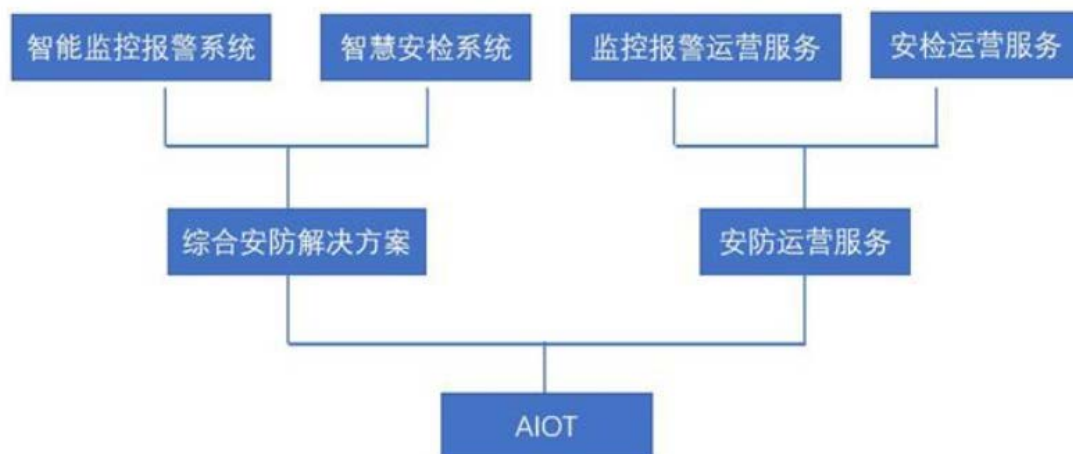 智能监控报警系统
智慧安检系统
监控报警运营服务
安检运营服务
综合安防解决方案
安防运营服务
AIOT